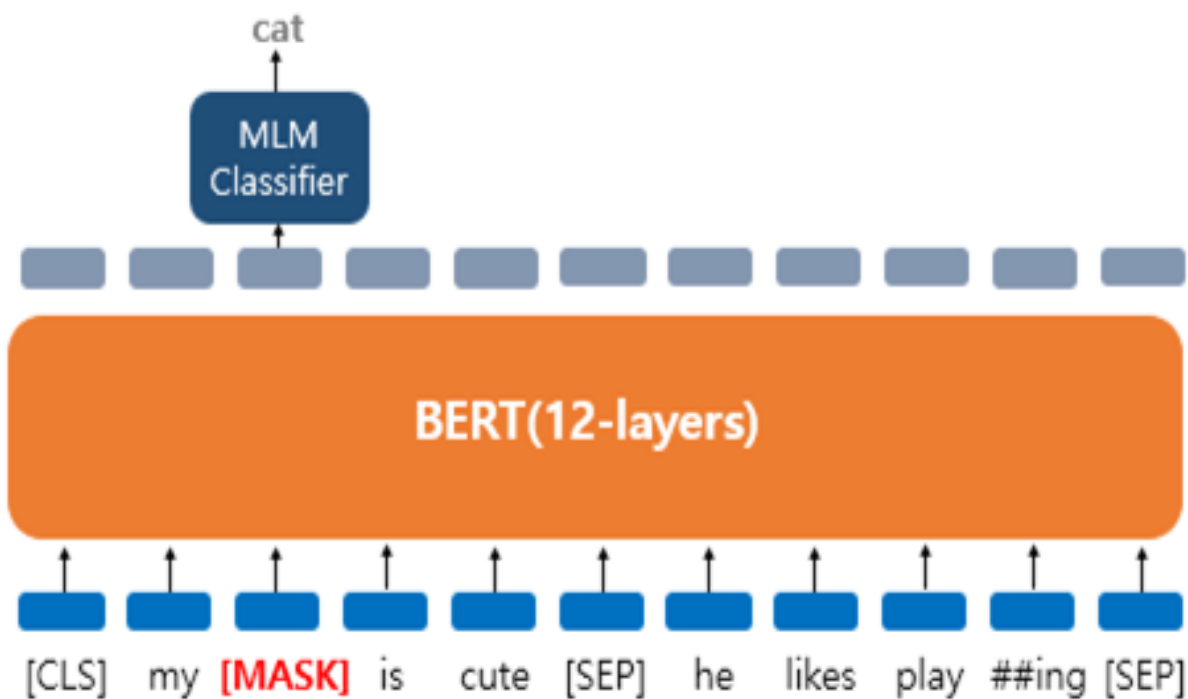 cat
MLM
Classifier
BERT(12-layers)
[CLS] my [MASK] is cute [SEP] he likes play ##ing [SEP]